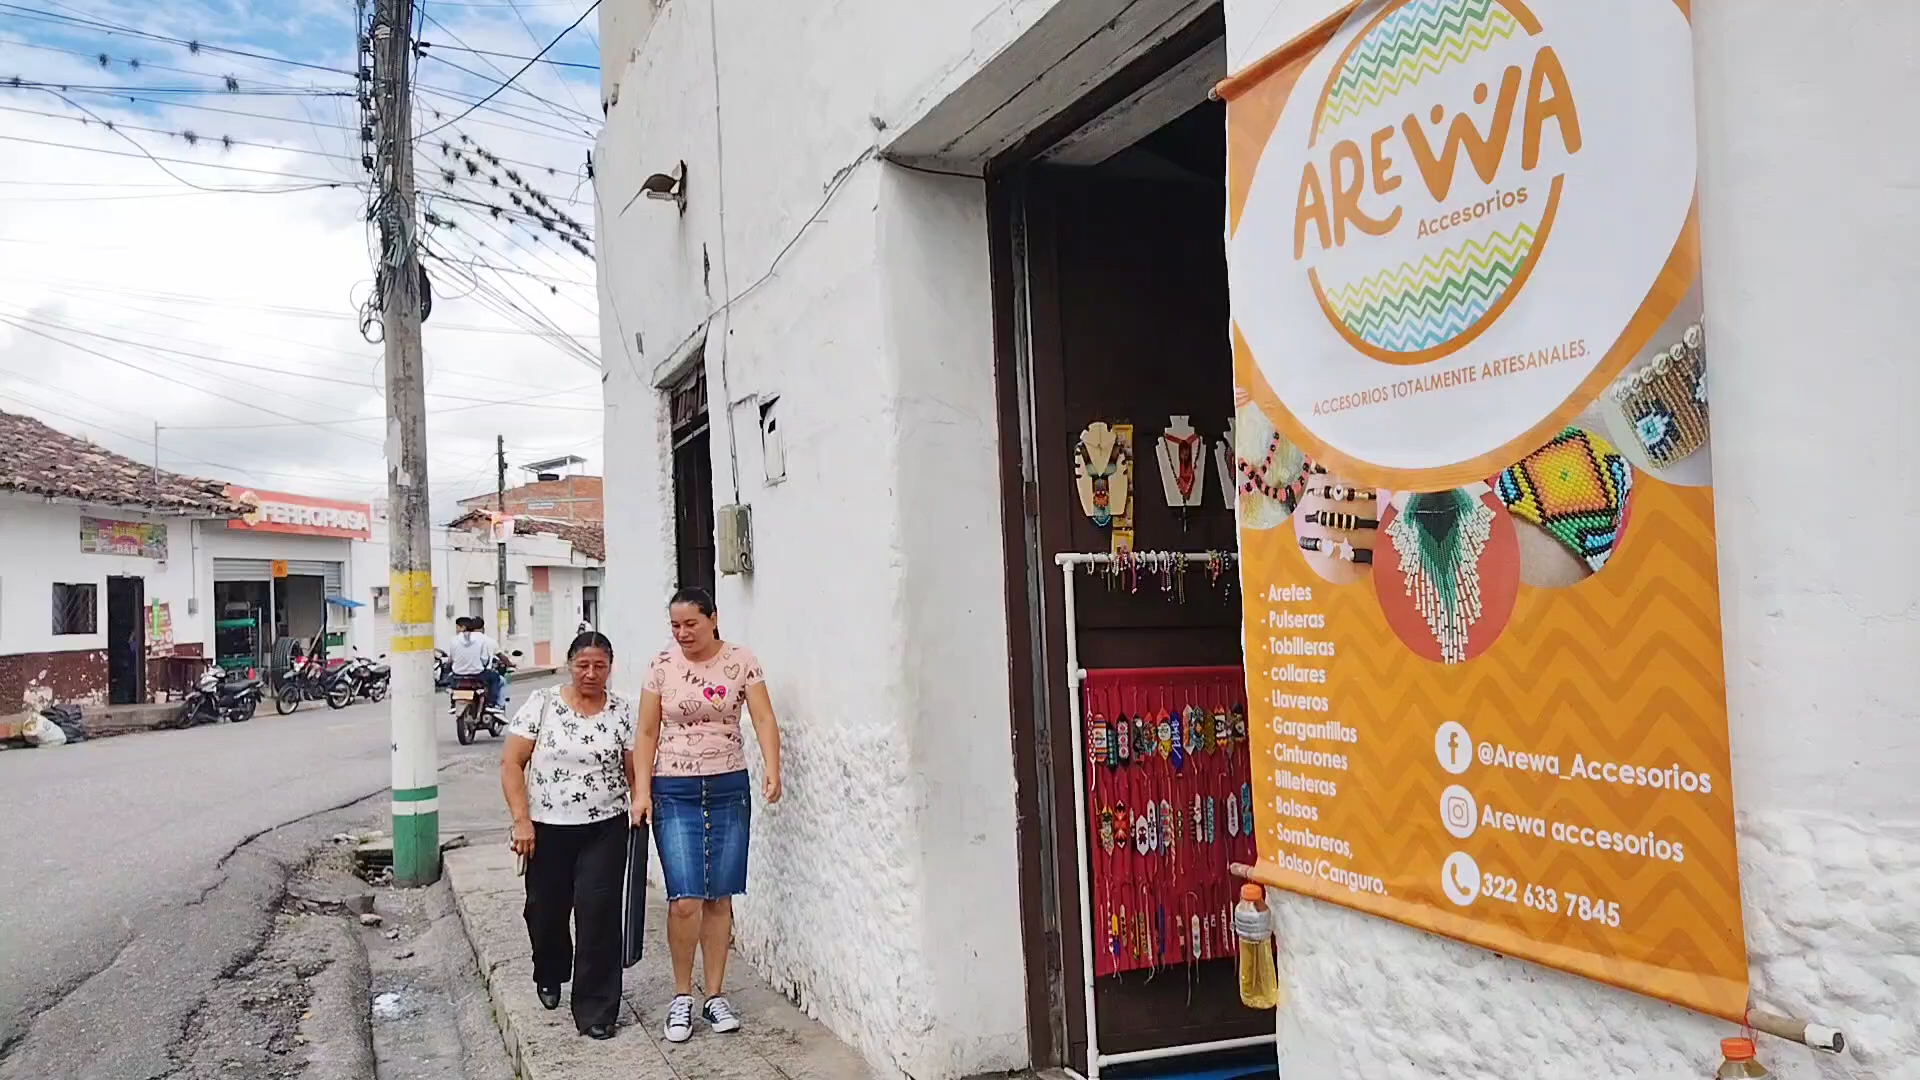 FERROPAISA
AREWA
Accesorios
ACCESORIOS TOTALMENTE ARTESANALES.
- Aretes
- Pulseras
- Tobilleras
- collares
- Llaveros
- Gargantillas
- Cinturones
- Billeteras
- Bolsos
- Sombreros,
- Bolso/Canguro.
@Arewa_Accesorios
Arewa accesorios
322 633 7845